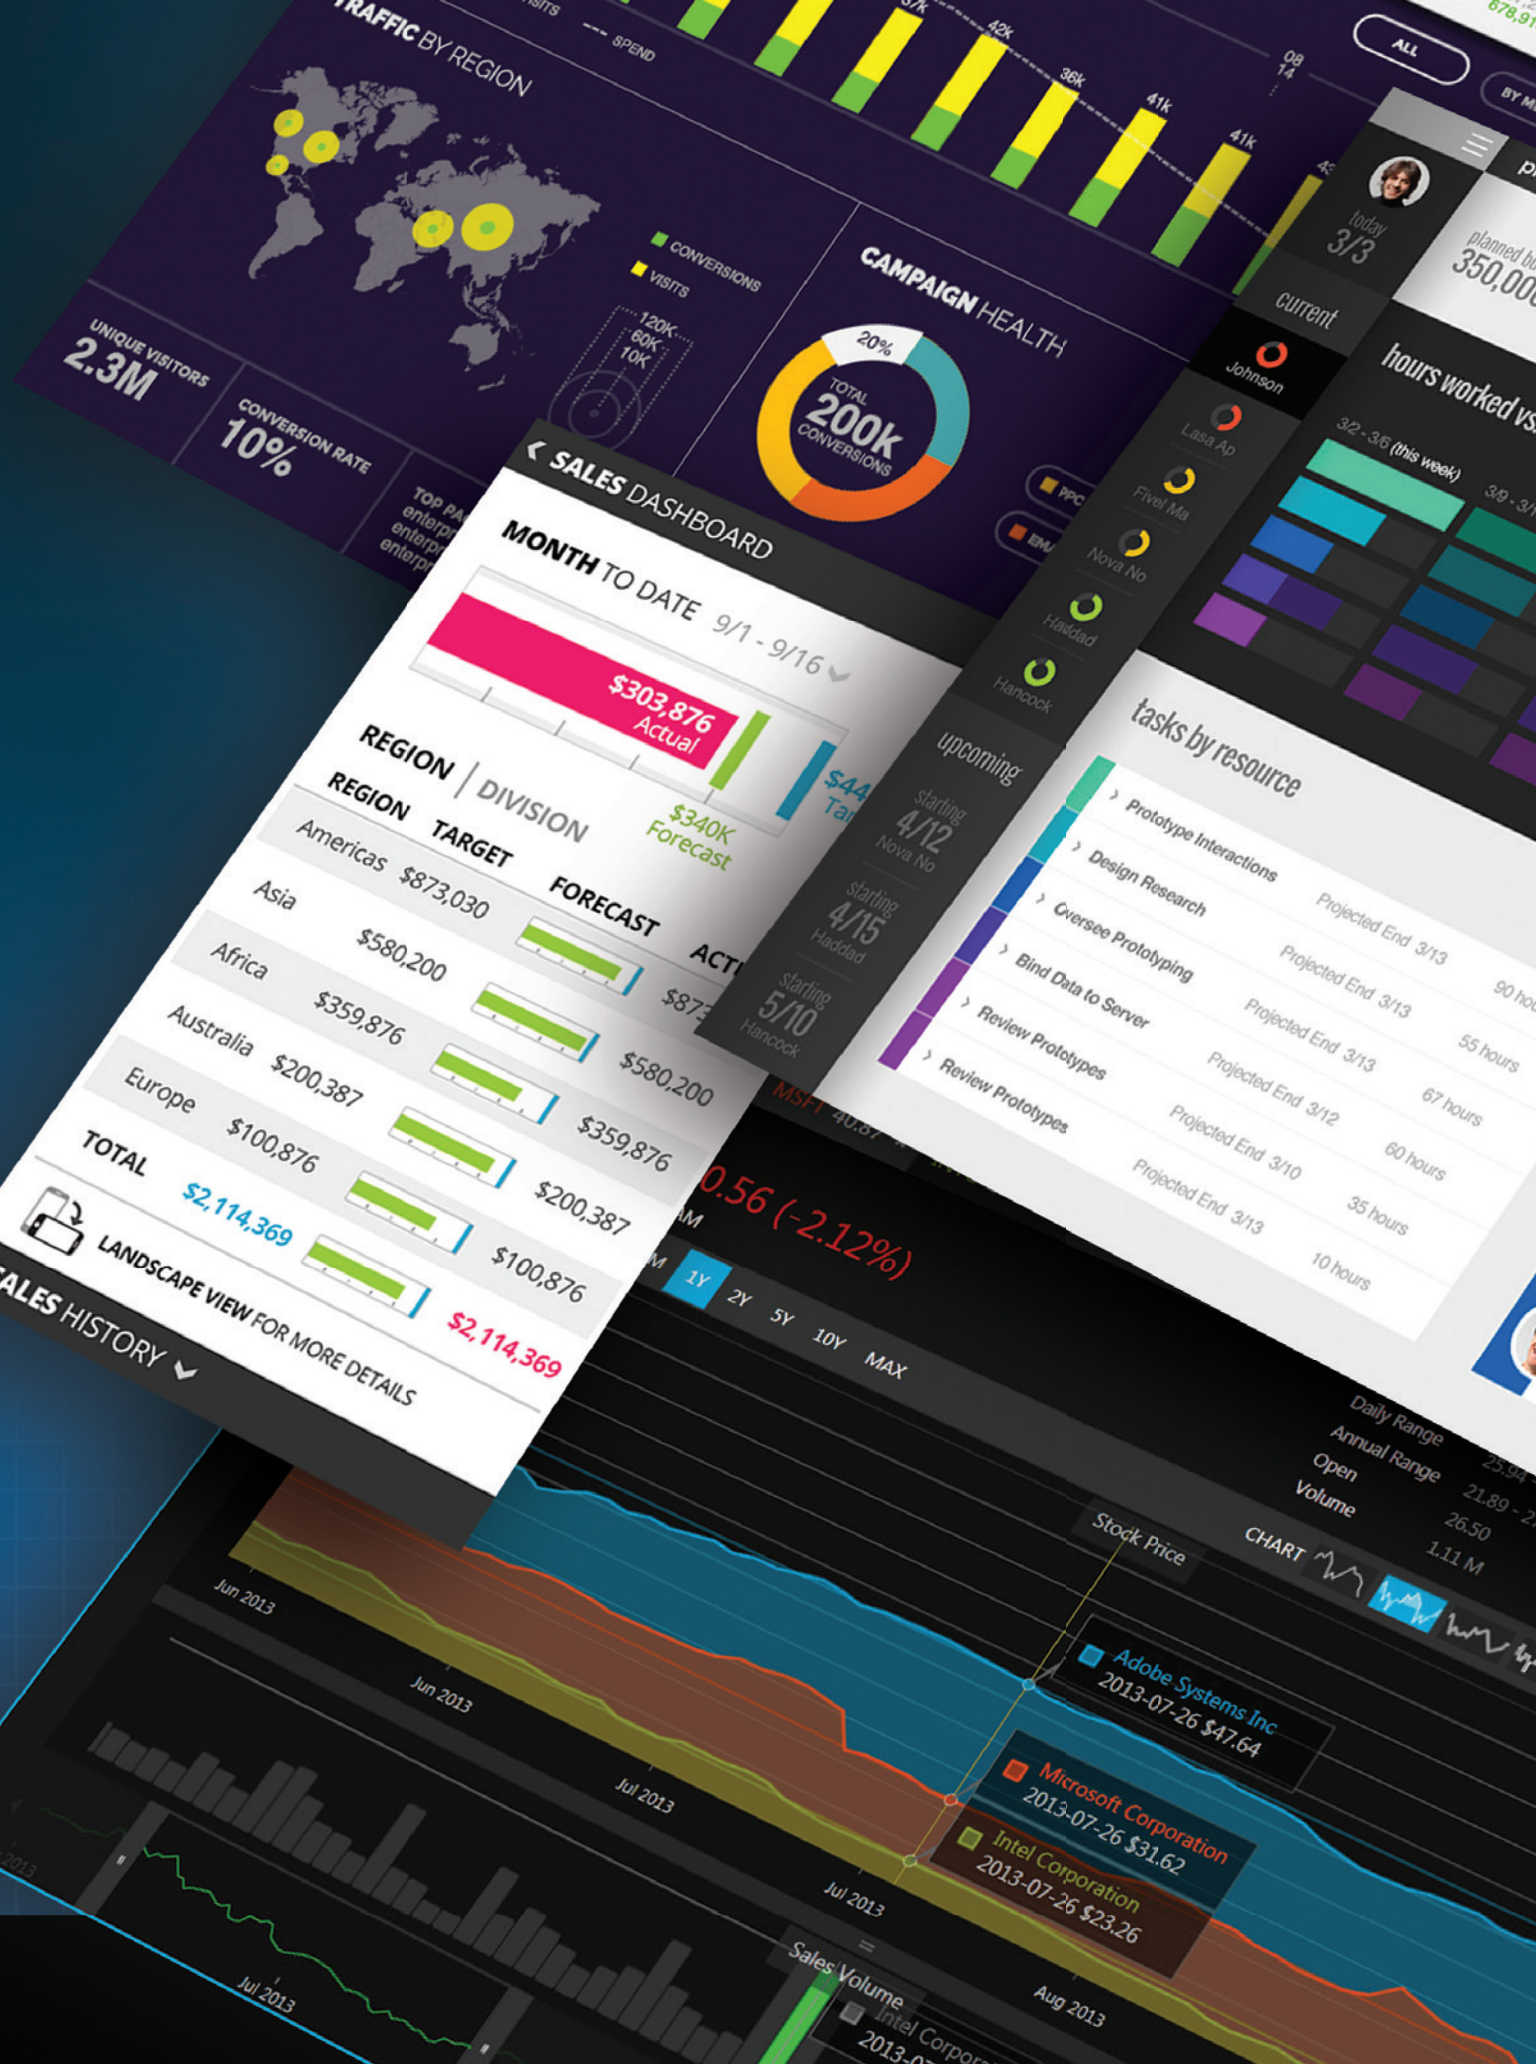 SPEND
37k
42k
36k
41k
41k
08
14
ALL
TRAFFIC BY REGION
CONVERSIONS
VISITS
120K
60K
10K
UNIQUE VISITORS
2.3M
CONVERSION RATE
10%
CAMPAIGN HEALTH
20%
TOTAL
200k
CONVERSIONS
PPC
SALES DASHBOARD
MONTH TO DATE 9/1 - 9/16
$303,876
Actual
$340K
Forecast
REGION | DIVISION
REGION TARGET FORECAST
Americas $873,030
Asia $580,200 $580,200
Africa $359,876 $359,876
Australia $200,387 $200,387
Europe $100,876 $100,876
TOTAL $2,114,369 $2,114,369
LANDSCAPE VIEW FOR MORE DETAILS
SALES HISTORY
today
3/3
current
Johnson
Lasa Ap
Fivel Ma
Nova No
Haddad
Hancock
upcoming
starting
4/12
Nova No
starting
4/15
Haddad
starting
5/10
Hancock
planned
hours worked vs.
3/2 - 3/6 (this week)
tasks by resource
Prototype Interactions Projected End 3/13
Design Research Projected End 3/13 55 hours
Oversee Prototyping Projected End 3/13 67 hours
Bind Data to Server Projected End 3/12 60 hours
Review Prototypes Projected End 3/10 35 hours
Review Prototypes Projected End 3/13 10 hours
MSFT 40.87
0.56 (-2.12%)
AM
1Y 2Y 5Y 10Y MAX
Daily Range
Annual Range
Open 26.50
Volume 1.11 M
CHART
Stock Price
Adobe Systems Inc
2013-07-26 $47.64
Microsoft Corporation
2013-07-26 $31.62
Intel Corporation
2013-07-26 $23.26
Jun 2013
Jun 2013
Jul 2013
Jul 2013
Aug 2013
Sales Volume
Jul 2013